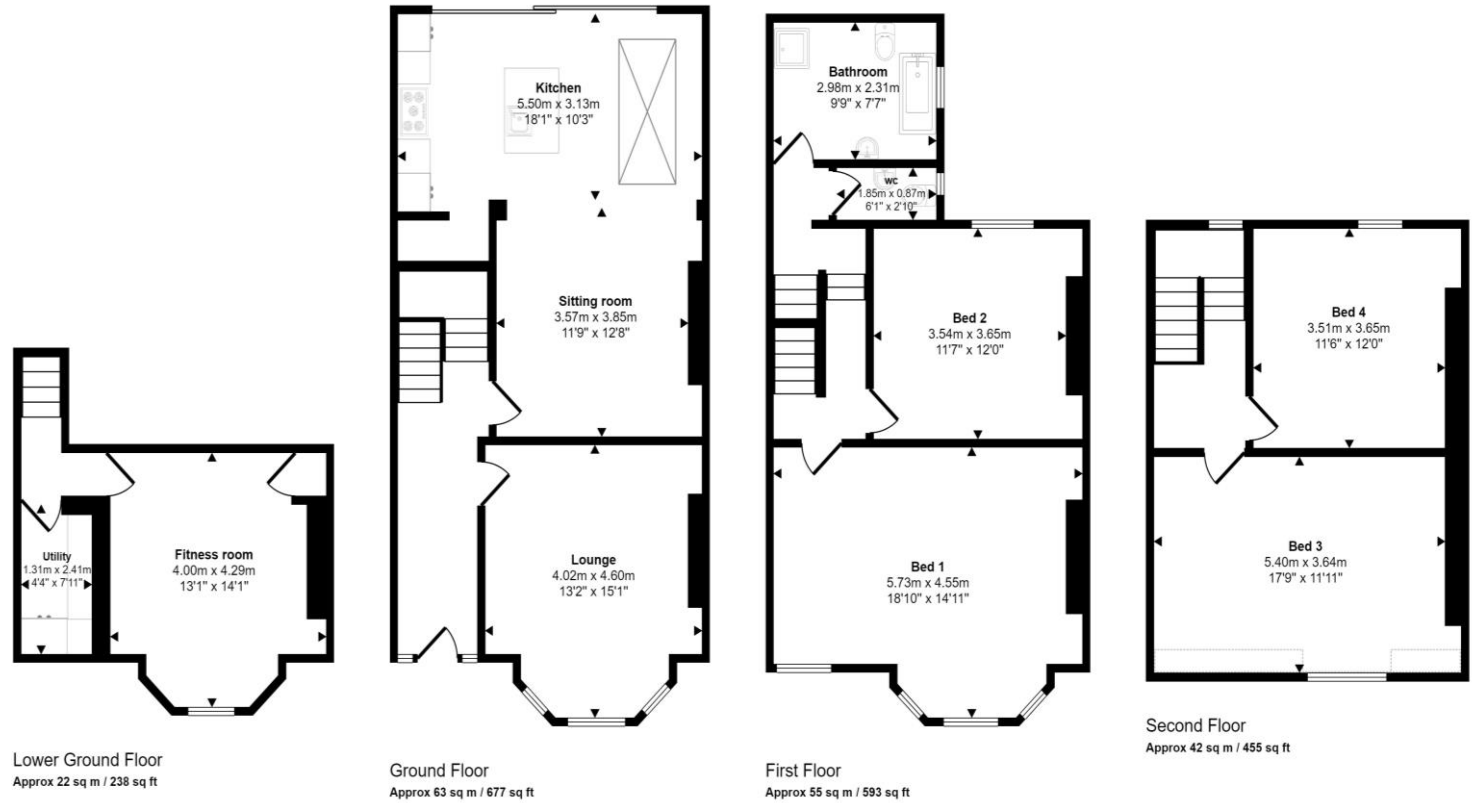 Utility
1.31m x 2.41m
4'4" x 7'11"
Fitness room
4.00m x 4.29m
13'1" x 14'1"
Lower Ground Floor
Approx 22 sq m / 238 sq ft
Kitchen
5.50m x 3.13m
18'1" x 10'3"
Sitting room
3.57m x 3.85m
11'9" x 12'8"
Lounge
4.02m x 4.60m
13'2" x 15'1"
Ground Floor
Approx 63 sq m / 677 sq ft
Bathroom
2.98m x 2.31m
9'9" x 7'7"
wc
1.85m x 0.87m
6'1" x 2'10"
Bed 2
3.54m x 3.65m
11'7" x 12'0"
Bed 1
5.73m x 4.55m
18'10" x 14'11"
First Floor
Approx 55 sq m / 593 sq ft
Bed 4
3.51m x 3.65m
11'6" x 12'0"
Bed 3
5.40m x 3.64m
17'9" x 11'11"
Second Floor
Approx 42 sq m / 455 sq ft